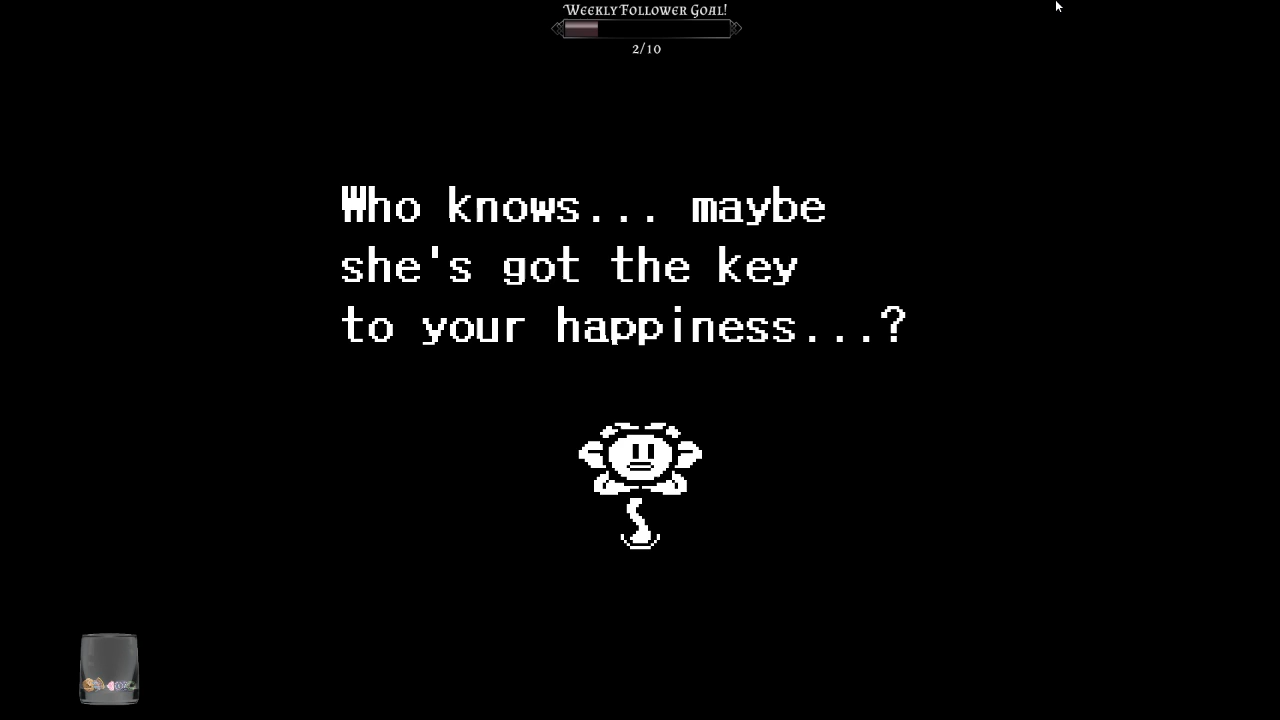 Weekly Follower Goal!
2/10
Who knows... maybe
she's got the key
to your happiness...?